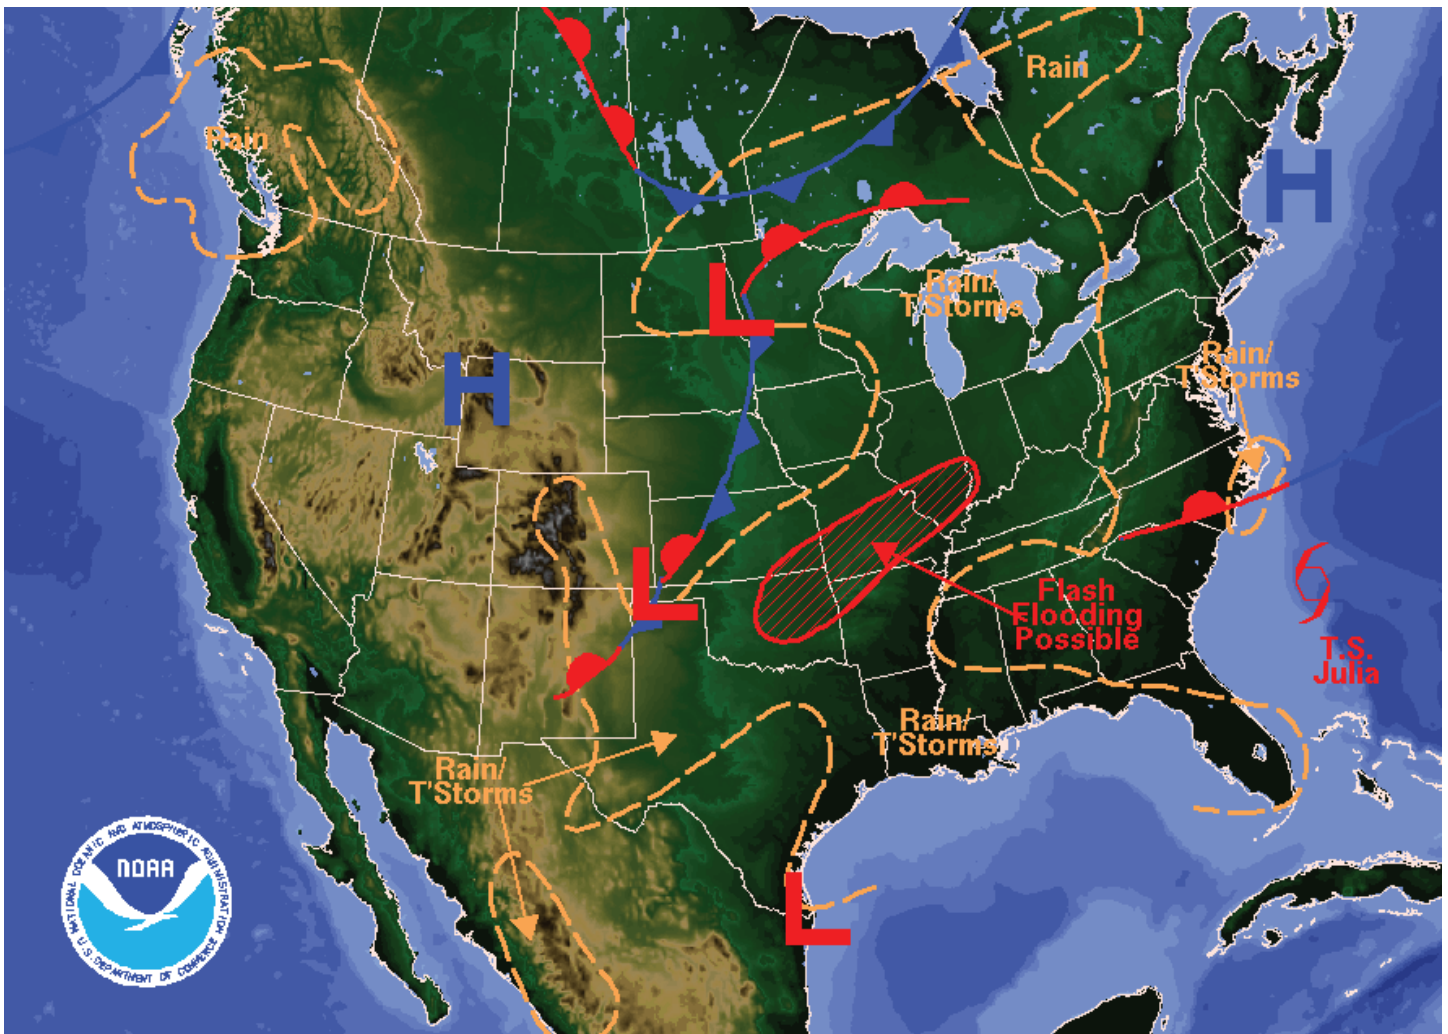 Rain
Rain
H
L
Rain/
T'Storms
H
Rain/
T'Storms
L
Flash
Flooding
Possible
T.S.
Julia
Rain/
T'Storms
Rain/
T'Storms
L
NATIONAL OCEANIC AND ATMOSPHERIC ADMINISTRATION
NOAA
U.S. DEPARTMENT OF COMMERCE